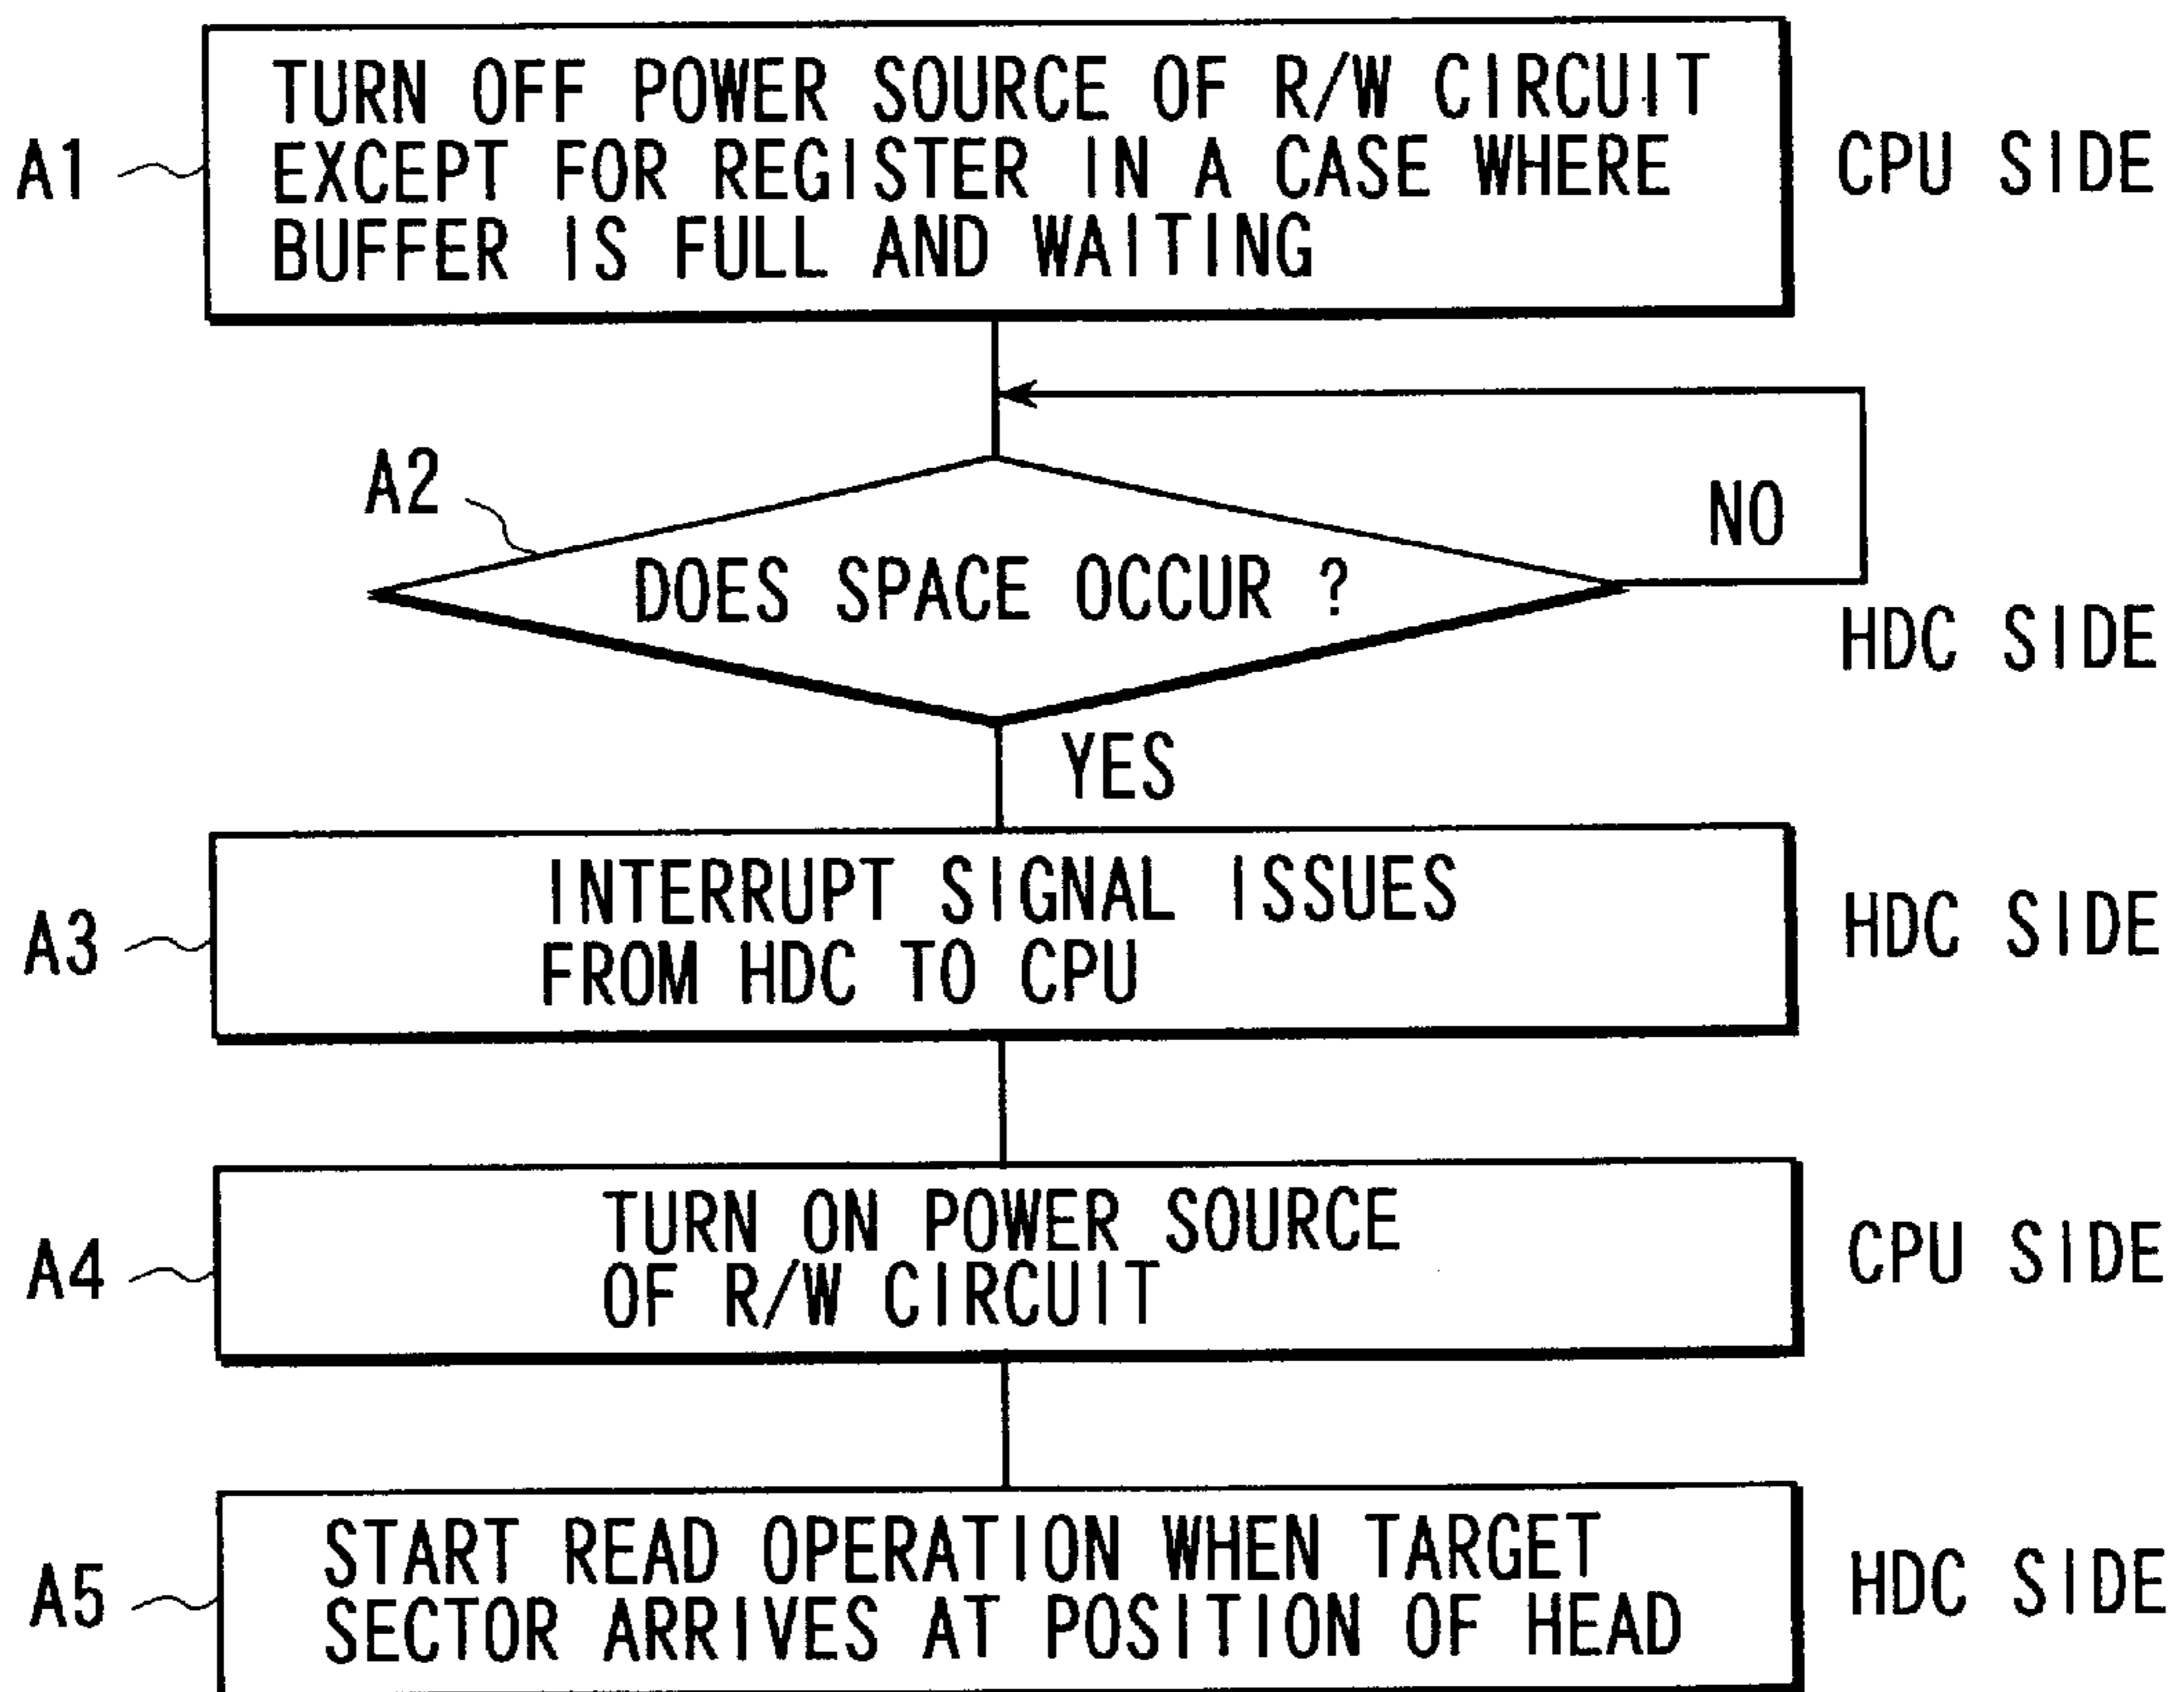 TURN OFF POWER SOURCE OF R/W CIRCUIT
EXCEPT FOR REGISTER IN A CASE WHERE
BUFFER IS FULL AND WAITING
A1
CPU SIDE
A2
DOES SPACE OCCUR ?
NO
HDC SIDE
YES
INTERRUPT SIGNAL ISSUES
FROM HDC TO CPU
A3
HDC SIDE
TURN ON POWER SOURCE
OF R/W CIRCUIT
A4
CPU SIDE
START READ OPERATION WHEN TARGET
SECTOR ARRIVES AT POSITION OF HEAD
A5
HDC SIDE